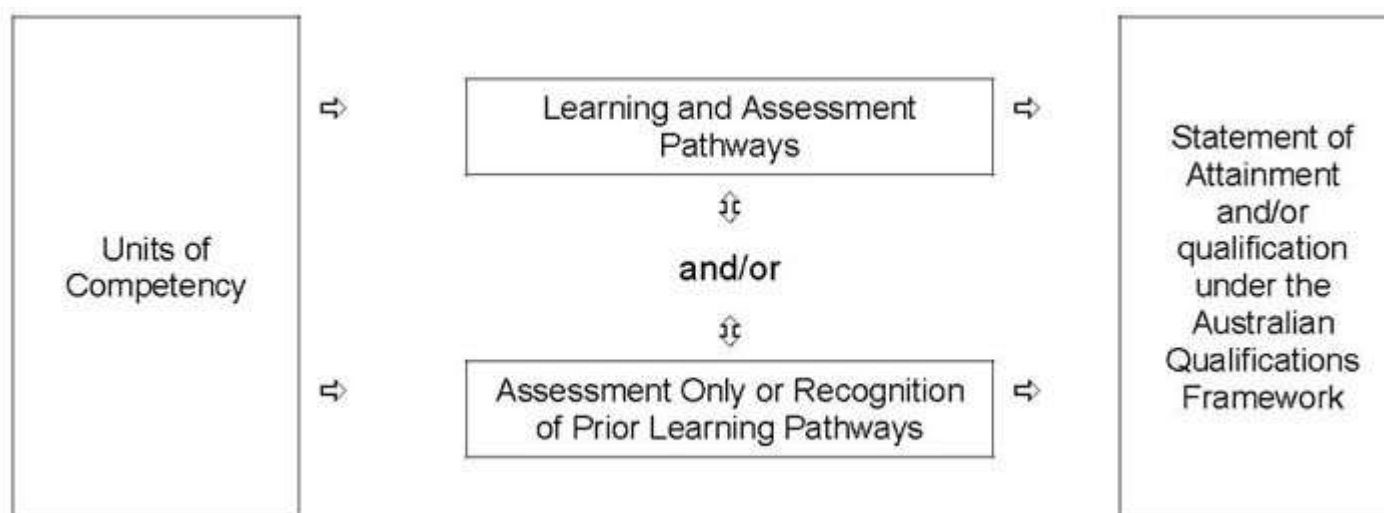 Units of
Competency
Learning and Assessment
Pathways
and/or
Assessment Only or Recognition
of Prior Learning Pathways
Statement of
Attainment
and/or
qualification
under the
Australian
Qualifications
Framework